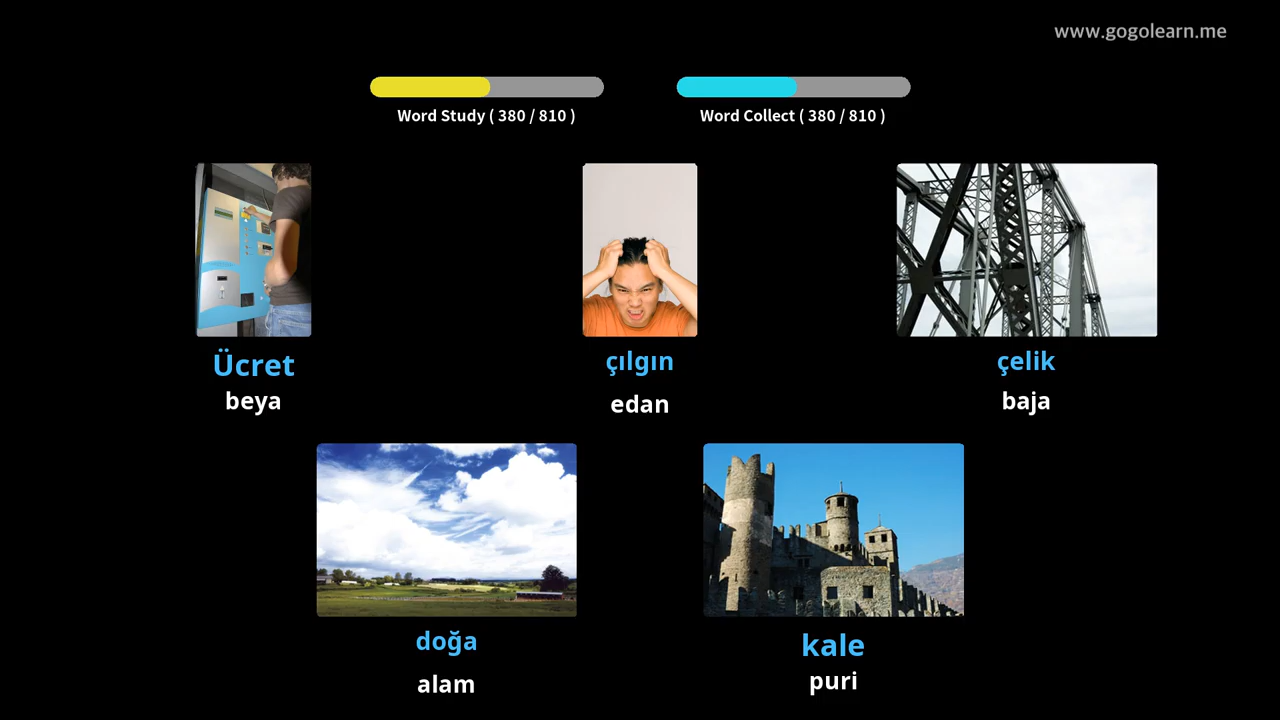 www.gogolearn.me
Word Study ( 380 / 810 )
Word Collect ( 380 / 810 )
Ücret
beya
çılgın
edan
çelik
baja
doğa
alam
kale
puri